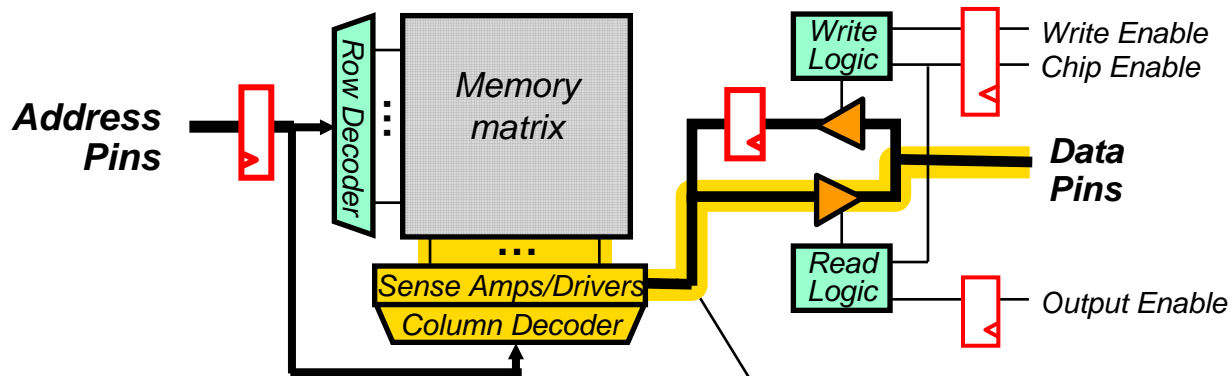 Address
Pins
Row Decoder
...
Memory
matrix
...
Sense Amps/Drivers
Column Decoder
Write
Logic
Read
Logic
Write Enable
Chip Enable
Data
Pins
Output Enable